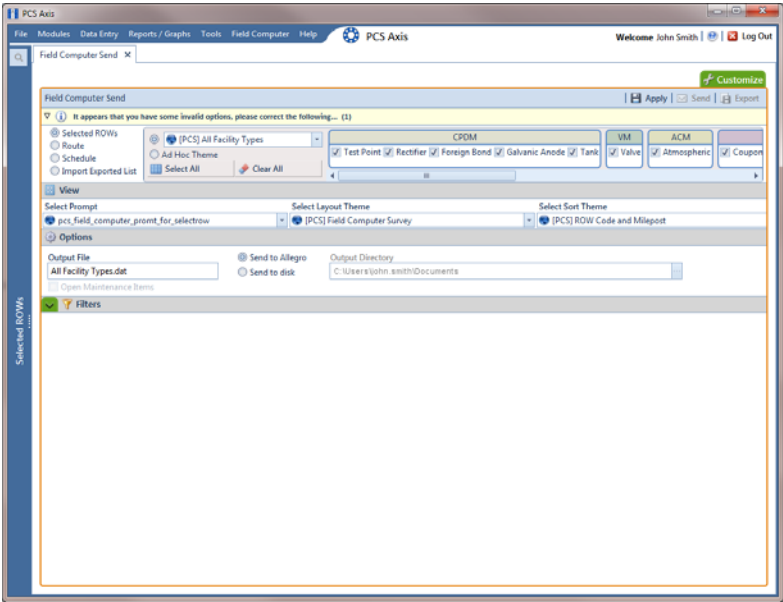 PCS Axis
File Modules Data Entry Reports / Graphs Tools Field Computer Help PCS Axis Welcome John Smith Log Out
Field Computer Send
Customize
Field Computer Send Apply Send Export
It appears that you have some invalid options, please correct the following... (1)
Selected ROWs
Route
Schedule
Import Exported List
[PCS] All Facility Types
Ad Hoc Theme
Select All Clear All
CPDM
Test Point Rectifier Foreign Bond Galvanic Anode Tank
VM
Valve
ACM
Atmospheric
Coupon
View
Select Prompt Select Layout Theme Select Sort Theme
pcs_field_computer_promt_for_selectrow [PCS] Field Computer Survey [PCS] ROW Code and Milepost
Options
Output File Send to Allegro Output Directory
All Facility Types.dat Send to disk C:\Users\john.smith\Documents
Open Maintenance Items
Filters
Selected ROWs